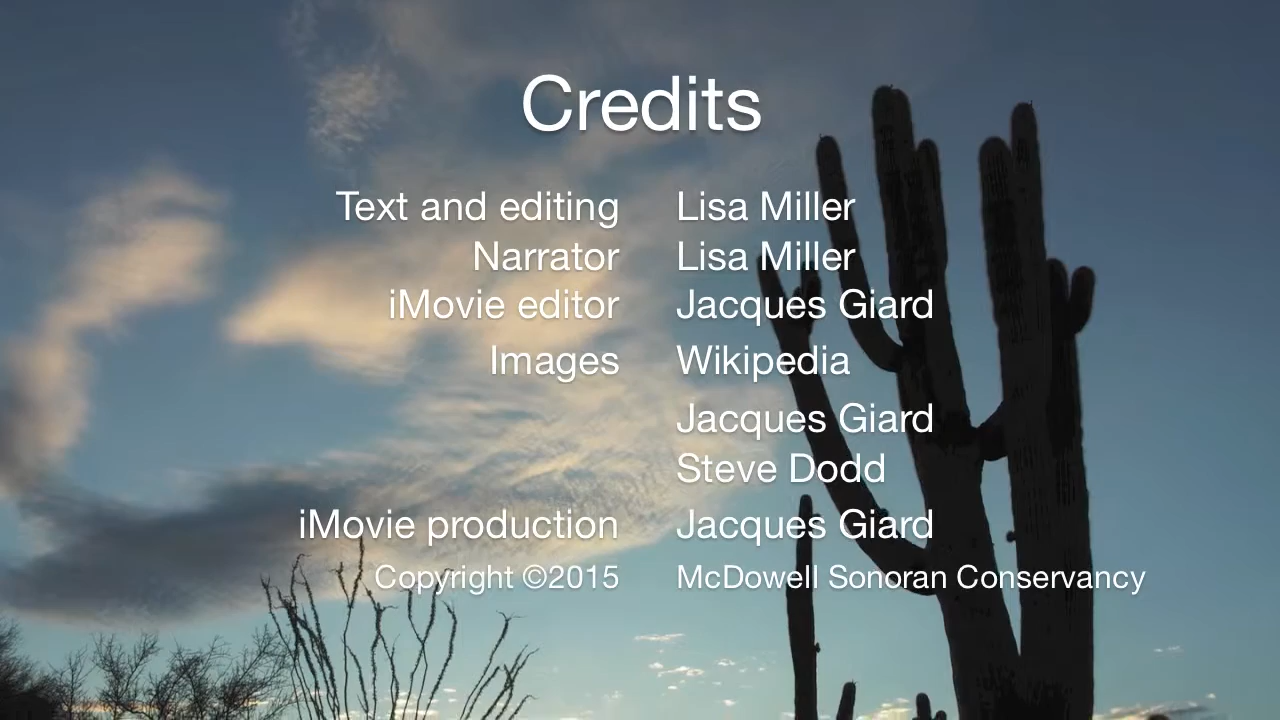 Credits
Text and editing Lisa Miller
Narrator Lisa Miller
iMovie editor Jacques Giard
Images Wikipedia
Jacques Giard
Steve Dodd
iMovie production Jacques Giard
Copyright ©2015 McDowell Sonoran Conservancy